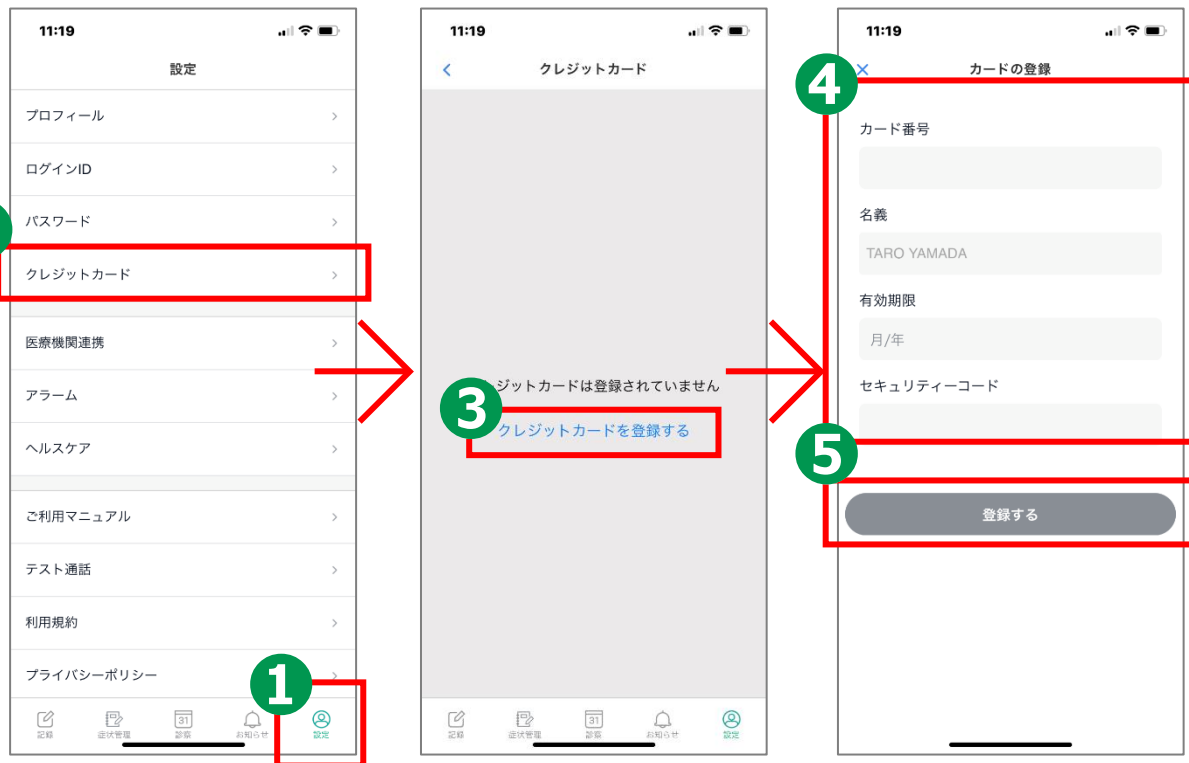 11:19
設定
プロフィール
ログインID
パスワード
クレジットカード
医療機関連携
アラーム
ヘルスケア
ご利用マニュアル
テスト通話
利用規約
プライバシーポリシー
1
記録
症状管理
31
診察
お知らせ
設定
11:19
クレジットカード
ジットカードは登録されていません
3
クレジットカードを登録する
記録
症状管理
31
診察
お知らせ
設定
11:19
4
カードの登録
カード番号
名義
TARO YAMADA
有効期限
月/年
セキュリティーコード
5
登録する